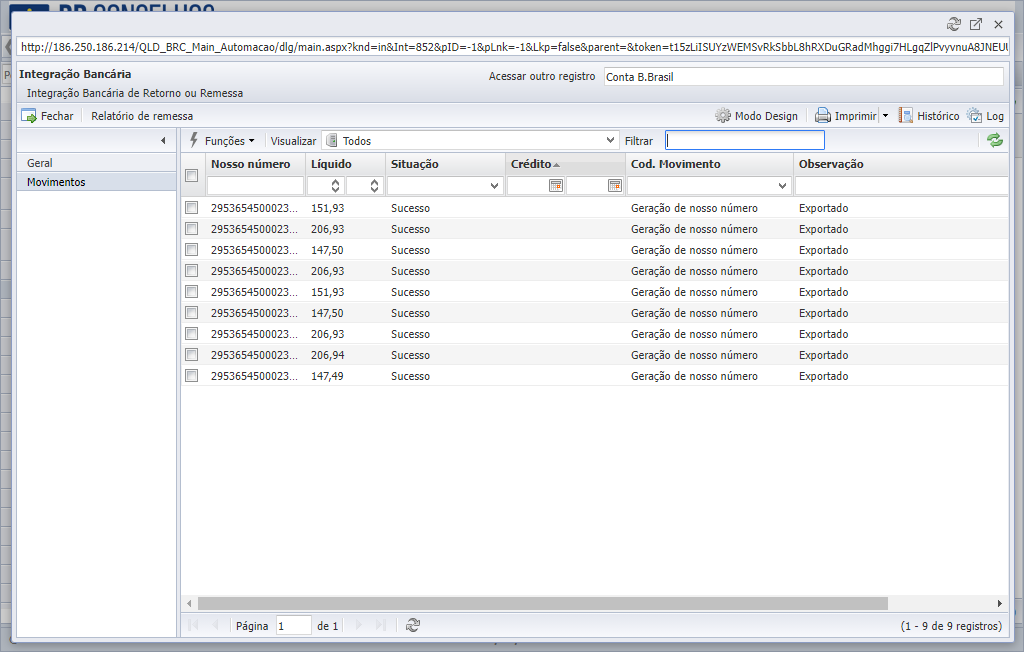 BR CONSELHOS
http://186.250.186.214/QLD_BRC_Main_Automacao/dlg/main.aspx?knd=in&Int=852&pID=-1&pLnk=-1&Lkp=false&parent=&token=t15zLiISUYzWEMSvRkSbbL8hRXDuGRadMhggi7HLgqZlPvyvnuA8JNEUU
Integração Bancária
Acessar outro registro Conta B.Brasil
Integração Bancária de Retorno ou Remessa
Fechar Relatório de remessa Modo Design Imprimir Histórico Log
Funções Visualizar Todos Filtrar
Geral
Movimentos
Nosso número Líquido Situação Crédito Cod. Movimento Observação
2953654500023... 151,93 Sucesso Geração de nosso número Exportado
2953654500023... 206,93 Sucesso Geração de nosso número Exportado
2953654500023... 147,50 Sucesso Geração de nosso número Exportado
2953654500023... 206,93 Sucesso Geração de nosso número Exportado
2953654500023... 151,93 Sucesso Geração de nosso número Exportado
2953654500023... 147,50 Sucesso Geração de nosso número Exportado
2953654500023... 206,93 Sucesso Geração de nosso número Exportado
2953654500023... 206,94 Sucesso Geração de nosso número Exportado
2953654500023... 147,49 Sucesso Geração de nosso número Exportado
Página 1 de 1 (1 - 9 de 9 registros)